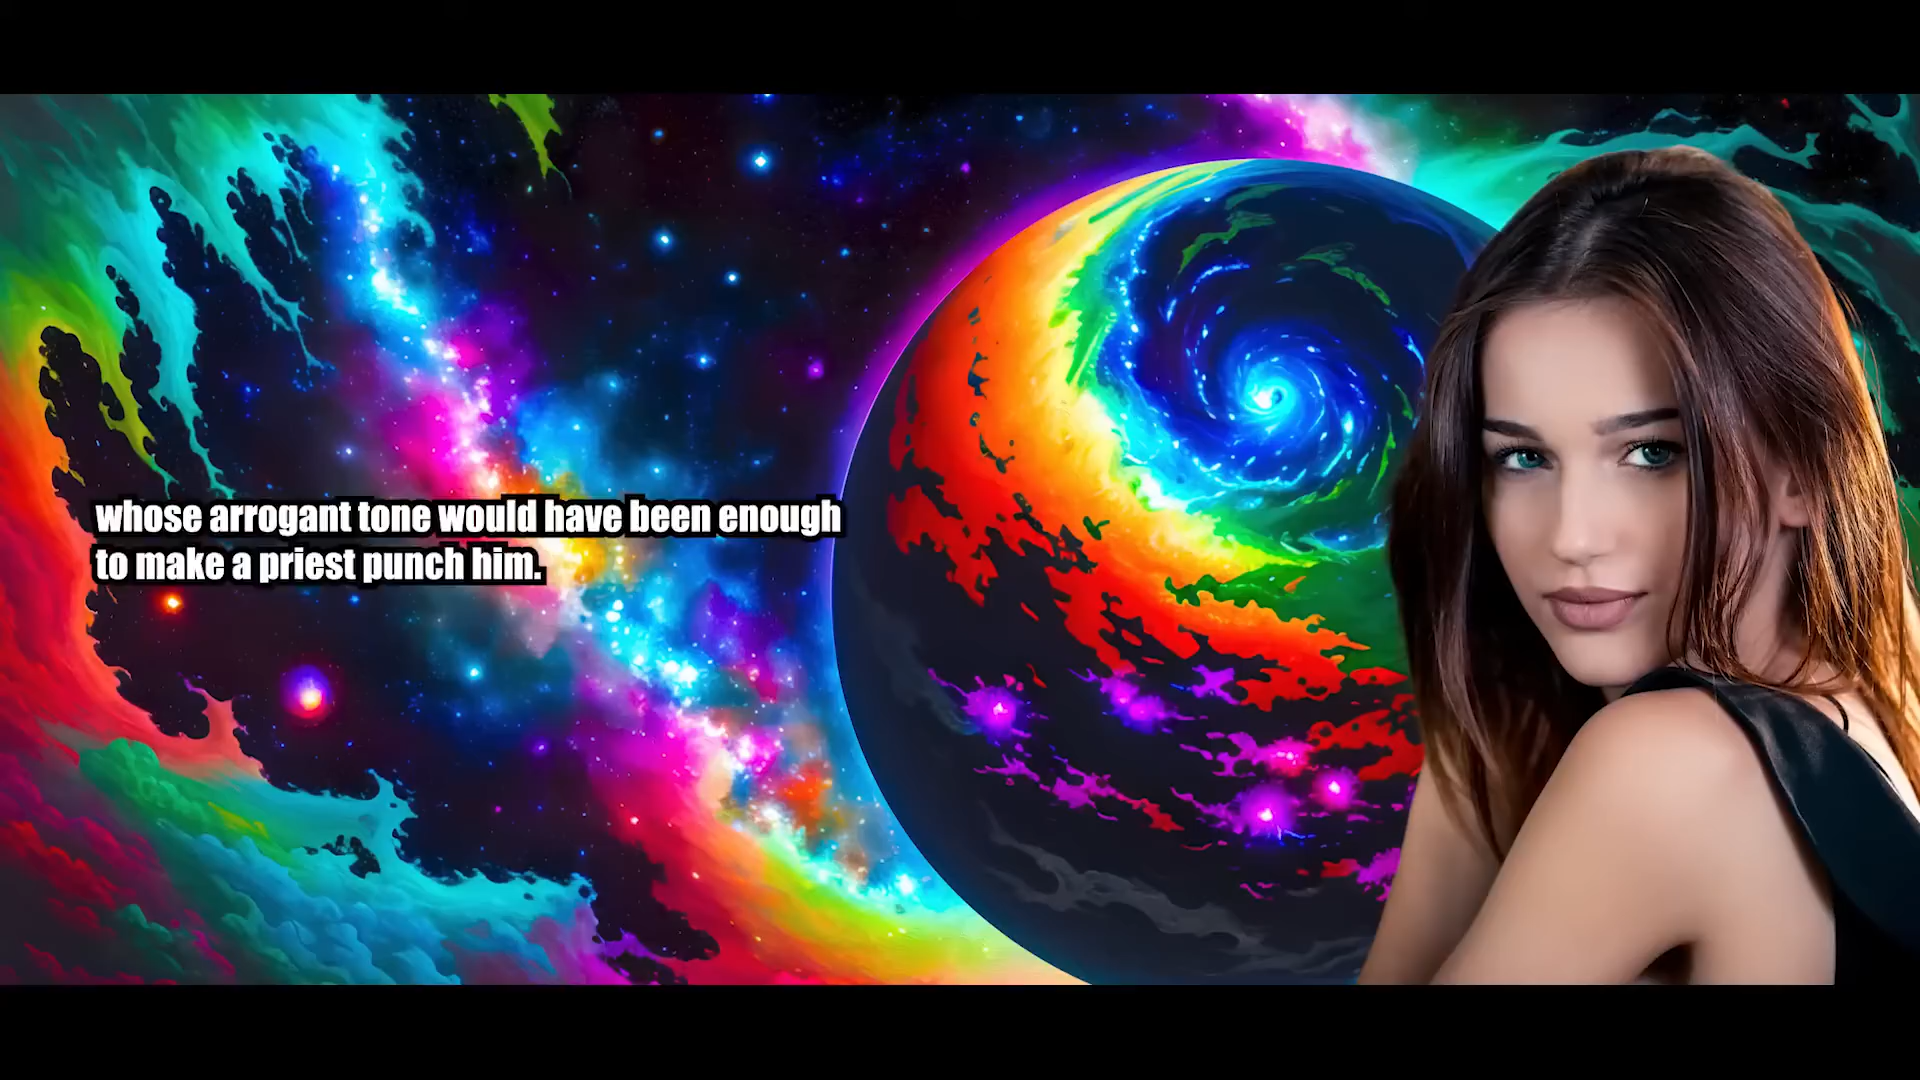 whose arrogant tone would have been enough
to make a priest punch him.